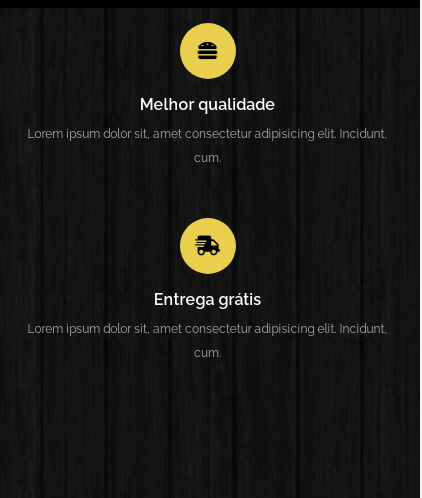 Melhor qualidade
Lorem ipsum dolor sit, amet consectetur adipisicing elit. Incidunt,
cum.
Entrega grátis
Lorem ipsum dolor sit, amet consectetur adipisicing elit. Incidunt,
cum.